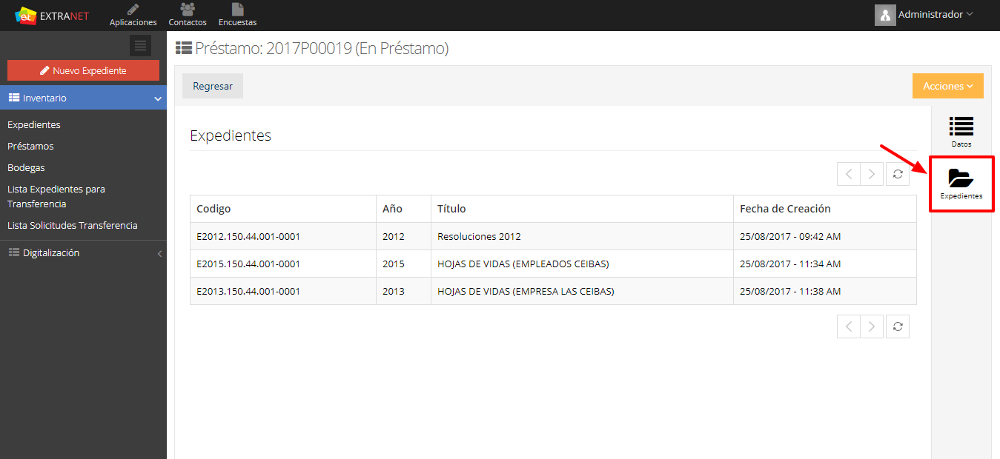 et EXTRANET
Aplicaciones
Contactos
Encuestas
Administrador
Nuevo Expediente
Inventario
Expedientes
Préstamos
Bodegas
Lista Expedientes para
Transferencia
Lista Solicitudes Transferencia
Digitalización
Préstamo: 2017P00019 (En Préstamo)
Regresar
Acciones
Datos
Expedientes
Expedientes
Codigo Año Título Fecha de Creación
E2012.150.44.001-0001 2012 Resoluciones 2012 25/08/2017 - 09:42 AM
E2015.150.44.001-0001 2015 HOJAS DE VIDAS (EMPLEADOS CEIBAS) 25/08/2017 - 11:34 AM
E2013.150.44.001-0001 2013 HOJAS DE VIDAS (EMPRESA LAS CEIBAS) 25/08/2017 - 11:38 AM